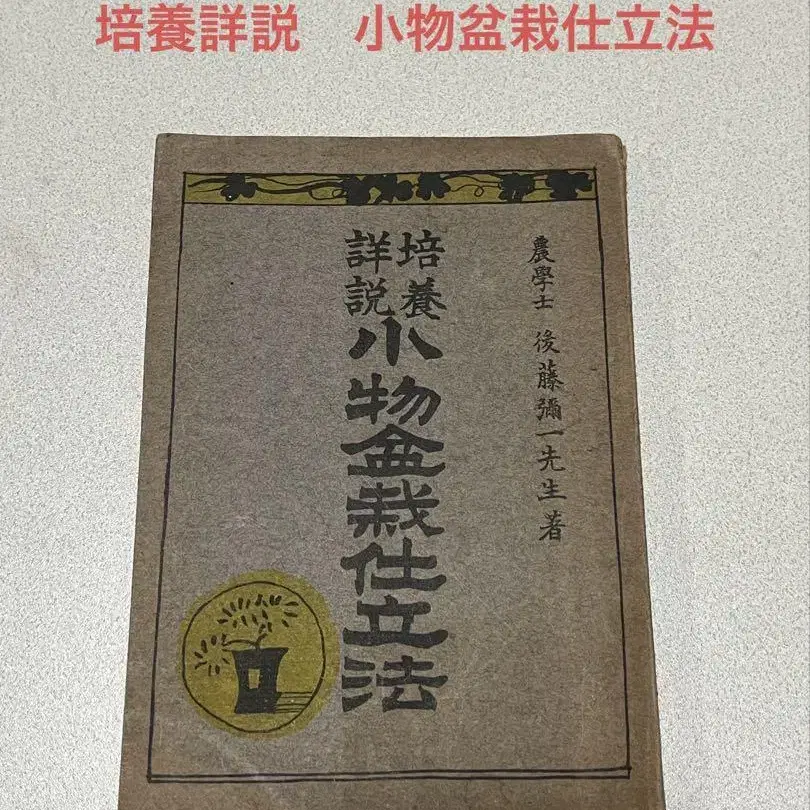 培養詳説　小物盆栽仕立法
農學士 後藤彌一先生著
培養
詳説
小物盆栽仕立法